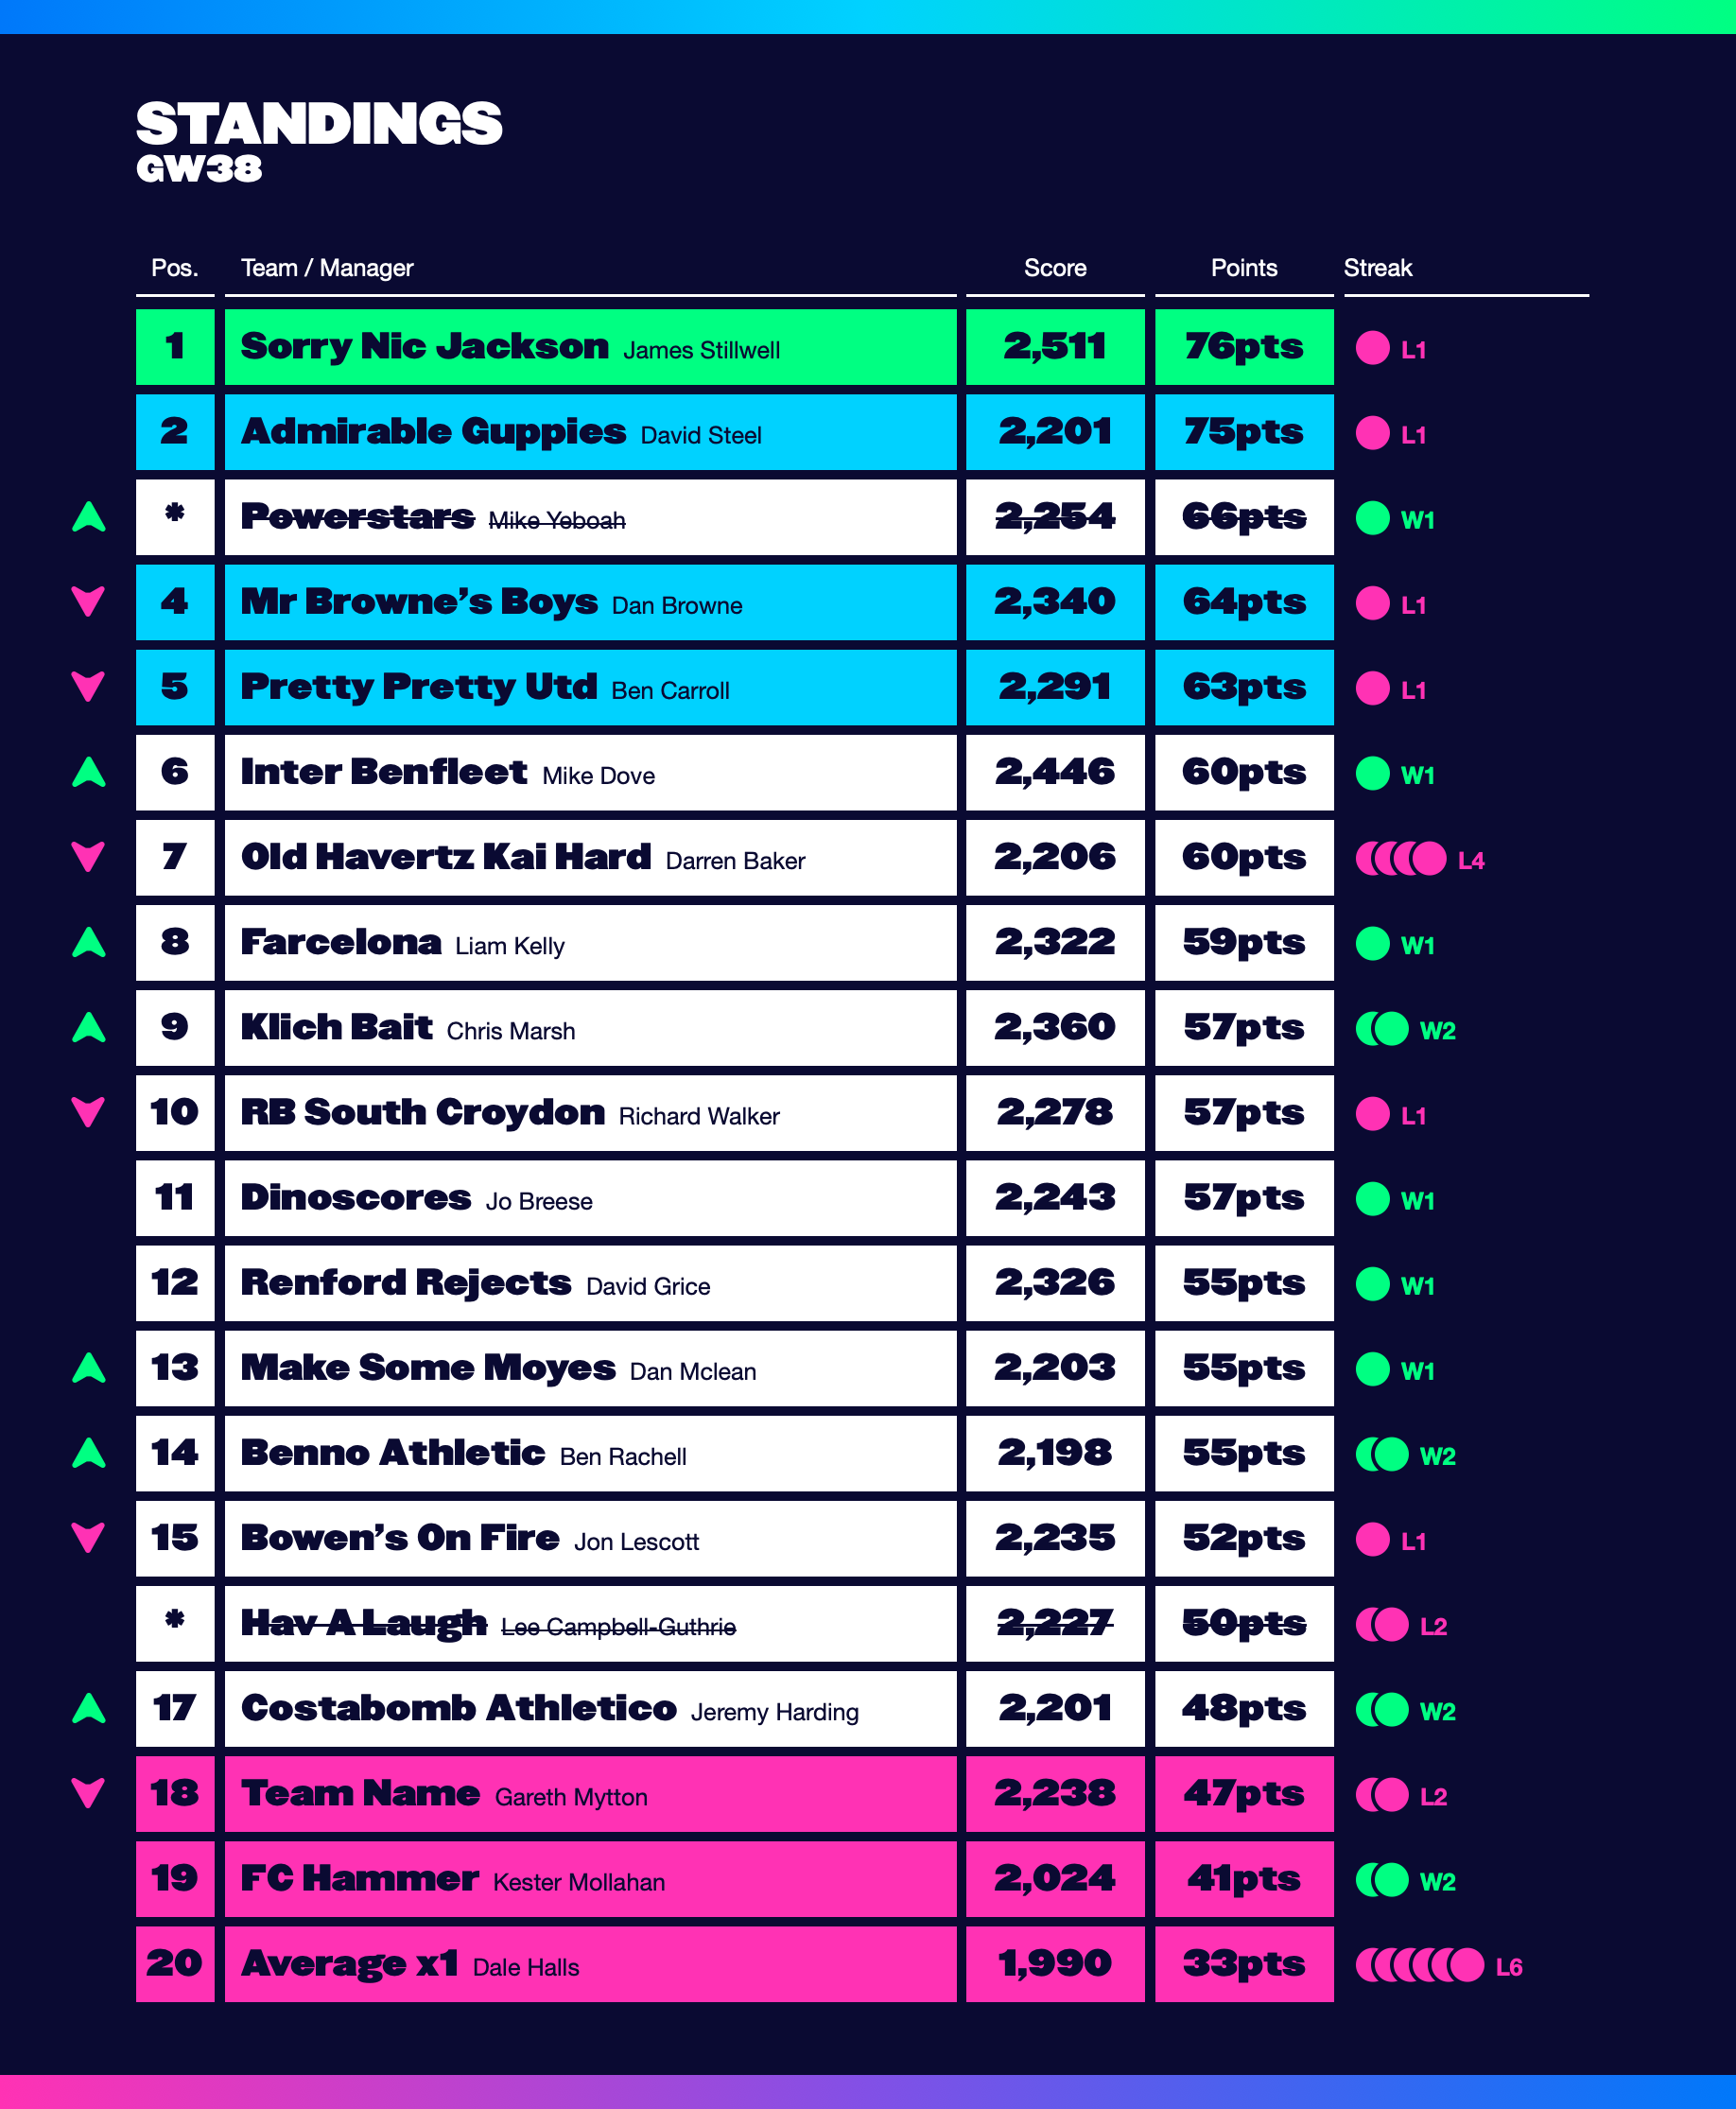 STANDINGS
GW38
Pos. Team / Manager Score Points Streak
1 Sorry Nic Jackson James Stillwell 2,511 76pts L1
2 Admirable Guppies David Steel 2,201 75pts L1
* Powerstars Mike Yeboah 2,254 66pts W1
4 Mr Browne’s Boys Dan Browne 2,340 64pts L1
5 Pretty Pretty Utd Ben Carroll 2,291 63pts L1
6 Inter Benfleet Mike Dove 2,446 60pts W1
7 Old Havertz Kai Hard Darren Baker 2,206 60pts L4
8 Farcelona Liam Kelly 2,322 59pts W1
9 Klich Bait Chris Marsh 2,360 57pts W2
10 RB South Croydon Richard Walker 2,278 57pts L1
11 Dinoscores Jo Breese 2,243 57pts W1
12 Renford Rejects David Grice 2,326 55pts W1
13 Make Some Moyes Dan Mclean 2,203 55pts W1
14 Benno Athletic Ben Rachell 2,198 55pts W2
15 Bowen’s On Fire Jon Lescott 2,235 52pts L1
* Hav A Laugh Lee Campbell-Guthrie 2,227 50pts L2
17 Costabomb Athletico Jeremy Harding 2,201 48pts W2
18 Team Name Gareth Mytton 2,238 47pts L2
19 FC Hammer Kester Mollahan 2,024 41pts W2
20 Average x1 Dale Halls 1,990 33pts L6